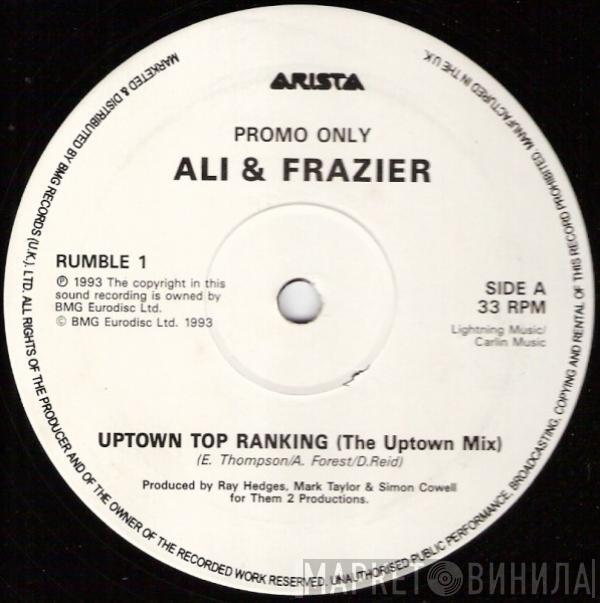 ARISTA
PROMO ONLY
ALI & FRAZIER
RUMBLE 1
℗ 1993 The copyright in this
sound recording is owned by
BMG Eurodisc Ltd.
© BMG Eurodisc Ltd. 1993
SIDE A
33 RPM
Lightning Music/
Carlin Music
UPTOWN TOP RANKING (The Uptown Mix)
(E. Thompson/A. Forest/D.Reid)
Produced by Ray Hedges, Mark Taylor & Simon Cowell
for Them 2 Productions.
MARKETED & DISTRIBUTED BY BMG RECORDS (U.K.), LTD. ALL RIGHTS OF THE PRODUCER AND OF THE OWNER OF THE RECORDED WORK RESERVED. UNAUTHORISED PUBLIC PERFORMANCE, BROADCASTING, COPYING AND RENTAL OF THIS RECORD PROHIBITED. MANUFACTURED IN THE U.K.
МАРКЕТ ВИНИЛА